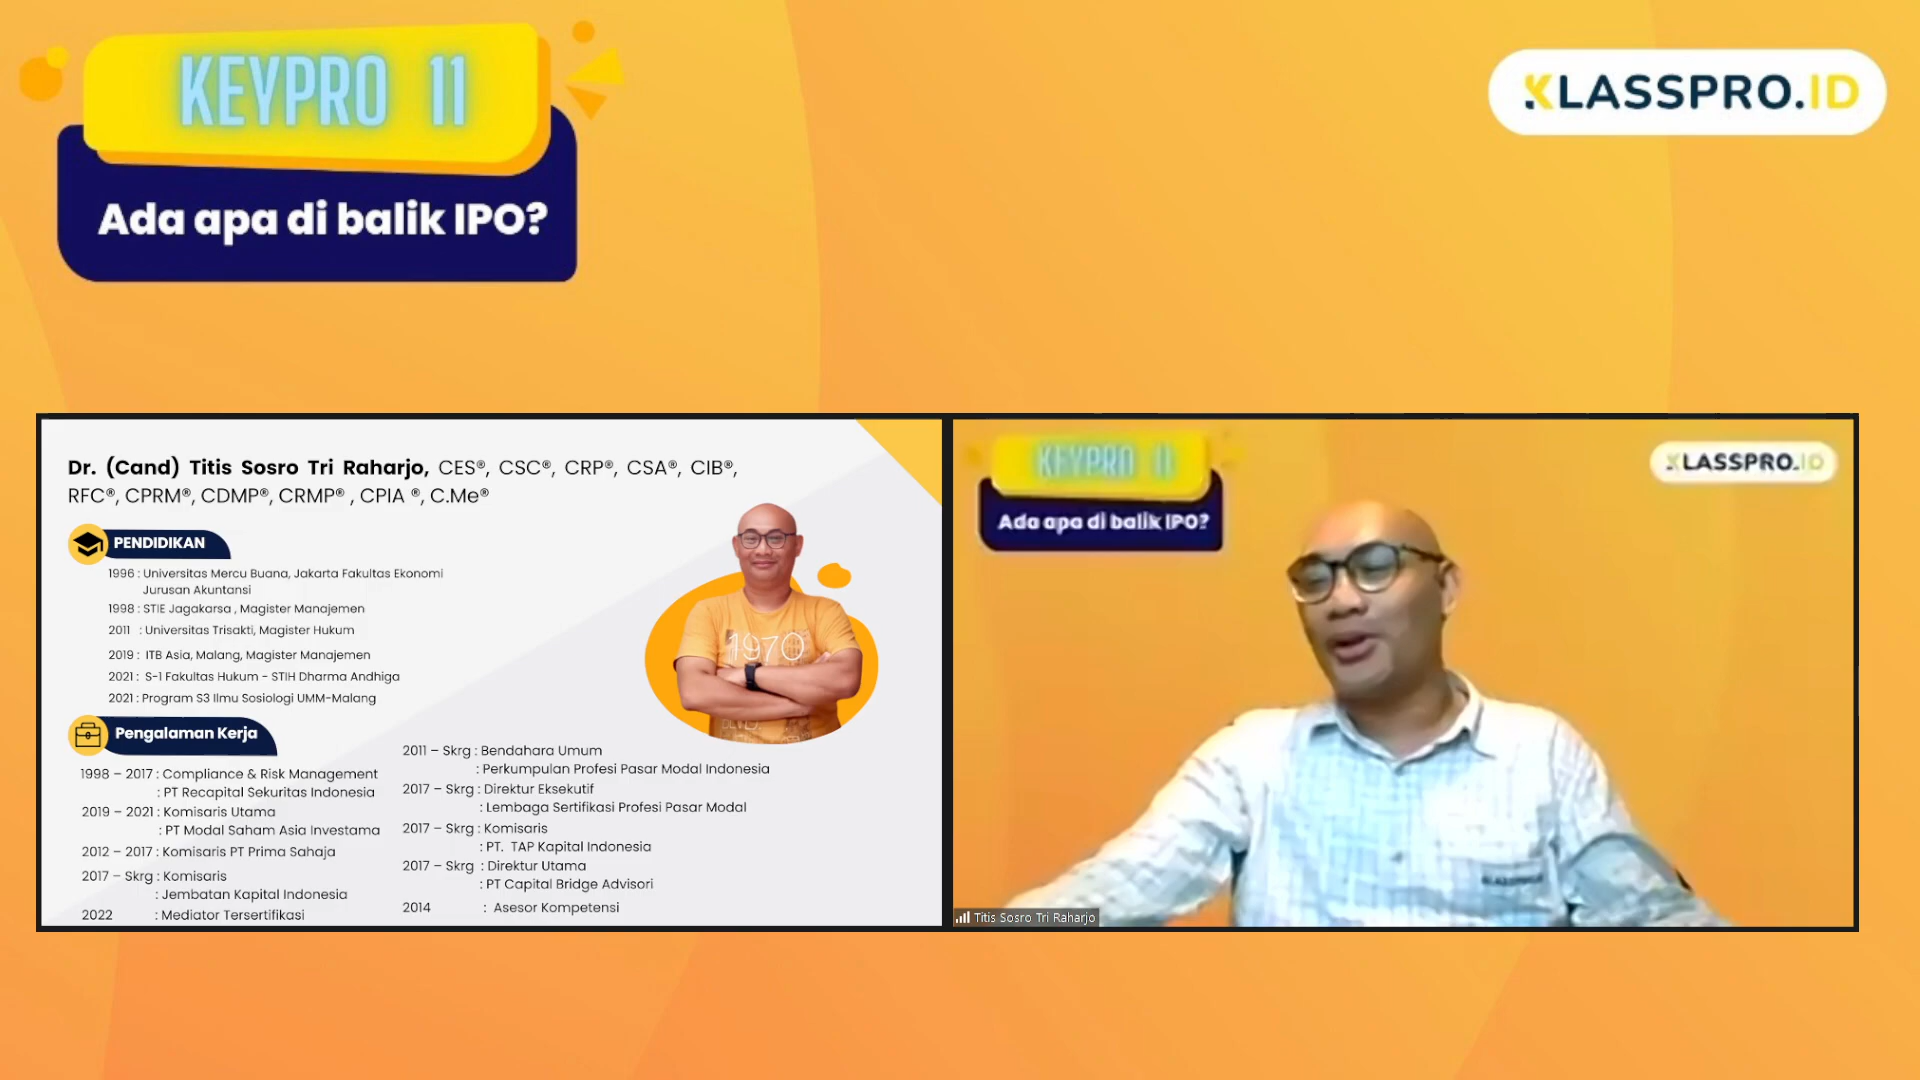 KEYPRO 11
Ada apa di balik IPO?
KLASSPRO.ID
Dr. (Cand) Titis Sosro Tri Raharjo, CES®, CSC®, CRP®, CSA®, CIB®,
RFC®, CPRM®, CDMP®, CRMP® , CPIA ®, C.Me®
PENDIDIKAN
1996 : Universitas Mercu Buana, Jakarta Fakultas Ekonomi
Jurusan Akuntansi
1998 : STIE Jagakarsa , Magister Manajemen
2011 : Universitas Trisakti, Magister Hukum
2019 : ITB Asia, Malang, Magister Manajemen
2021 : S-1 Fakultas Hukum - STIH Dharma Andhiga
2021 : Program S3 Ilmu Sosiologi UMM-Malang
1970
Pengalaman Kerja
1998 – 2017 : Compliance & Risk Management
: PT Recapital Sekuritas Indonesia
2019 – 2021 : Komisaris Utama
: PT Modal Saham Asia Investama
2012 – 2017 : Komisaris PT Prima Sahaja
2017 – Skrg : Komisaris
: Jembatan Kapital Indonesia
2022 : Mediator Tersertifikasi
2011 – Skrg : Bendahara Umum
: Perkumpulan Profesi Pasar Modal Indonesia
2017 – Skrg : Direktur Eksekutif
: Lembaga Sertifikasi Profesi Pasar Modal
2017 – Skrg : Komisaris
: PT. TAP Kapital Indonesia
2017 – Skrg : Direktur Utama
: PT Capital Bridge Advisori
2014 : Asesor Kompetensi
KEYPRO 11
Ada apa di balik IPO?
KLASSPRO.ID
Titis Sosro Tri Raharjo